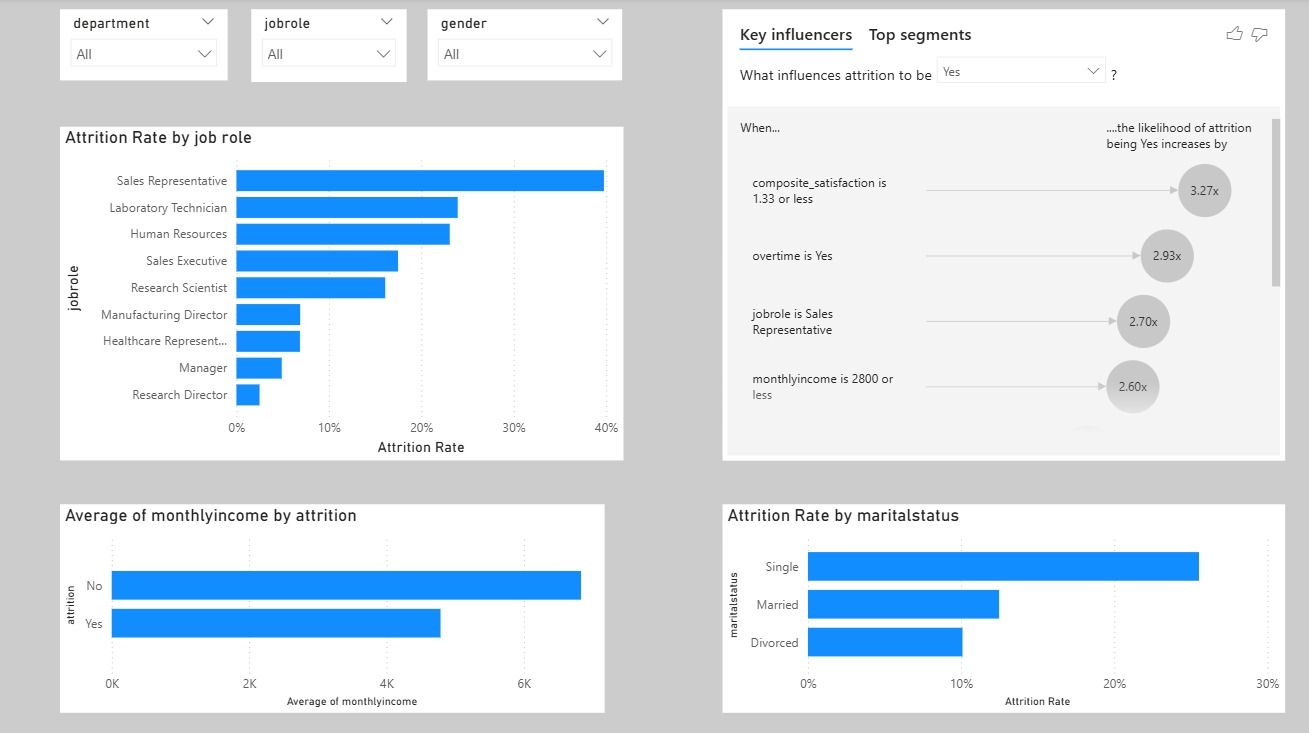 department
All
jobrole
All
gender
All
Key influencers
Top segments
What influences attrition to be Yes ?
When...
....the likelihood of attrition
being Yes increases by
composite_satisfaction is
1.33 or less
3.27x
overtime is Yes
2.93x
jobrole is Sales
Representative
2.70x
monthlyincome is 2800 or
less
2.60x
Attrition Rate by job role
jobrole
Sales Representative
Laboratory Technician
Human Resources
Sales Executive
Research Scientist
Manufacturing Director
Healthcare Represent...
Manager
Research Director
0% 10% 20% 30% 40%
Attrition Rate
Average of monthlyincome by attrition
attrition
No
Yes
0K 2K 4K 6K
Average of monthlyincome
Attrition Rate by maritalstatus
maritalstatus
Single
Married
Divorced
0% 10% 20% 30%
Attrition Rate